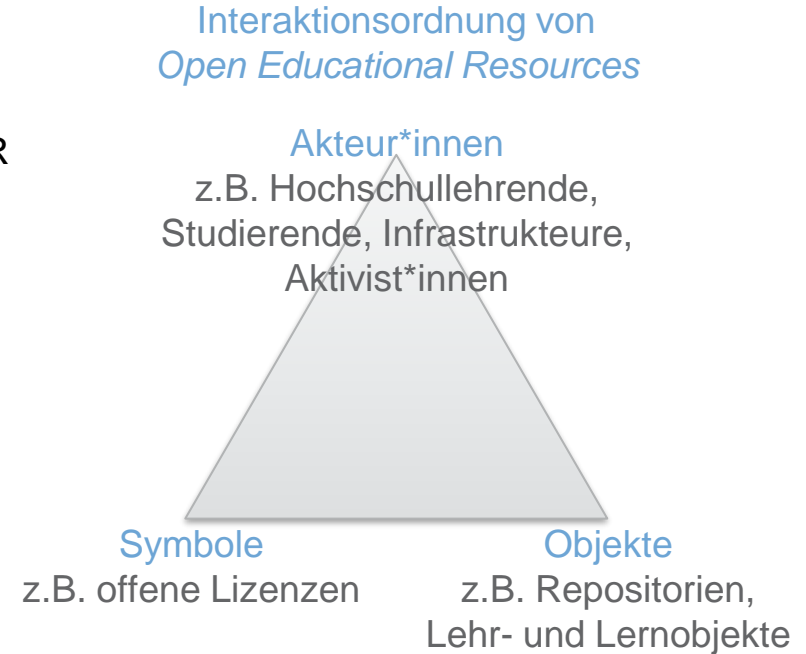 Interaktionsordnung von
Open Educational Resources
R
Akteur*innen
z.B. Hochschullehrende,
Studierende, Infrastrukteure,
Aktivist*innen
Symbole
z.B. offene Lizenzen
Objekte
z.B. Repositorien,
Lehr- und Lernobjekte